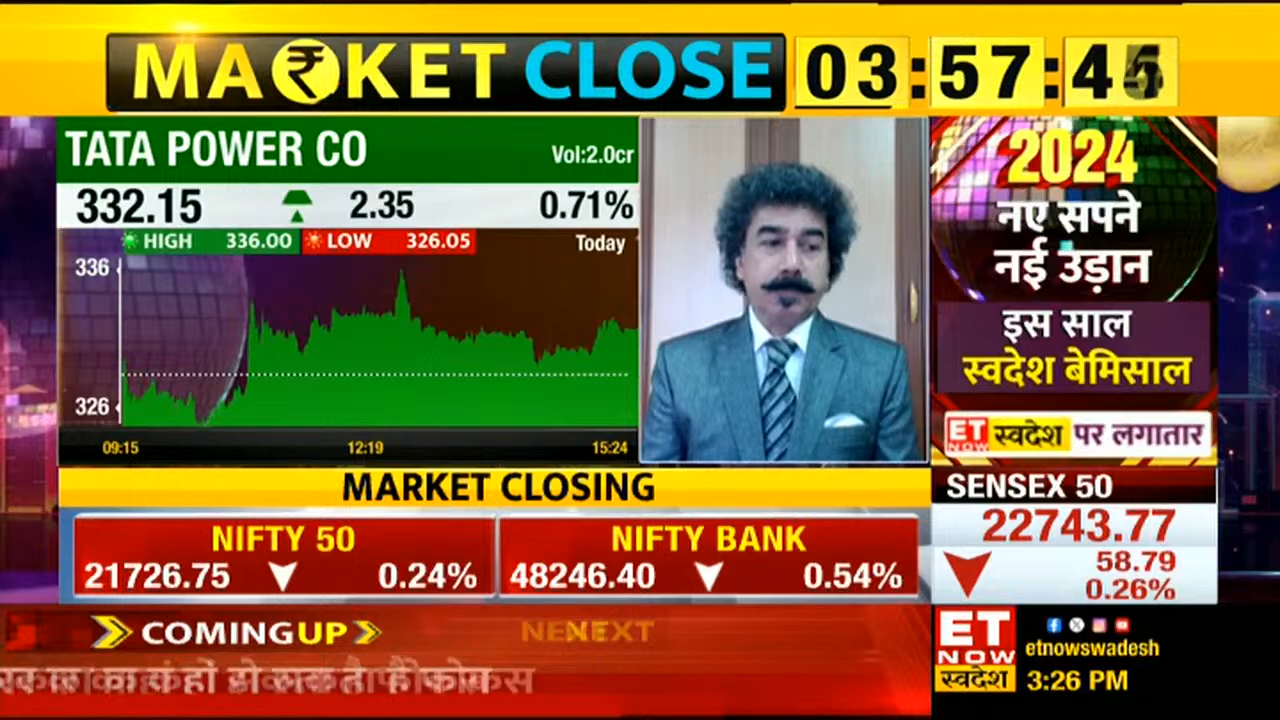 MA₹KET CLOSE
03:57:4
TATA POWER CO
Vol:2.0cr
332.15 2.35 0.71%
HIGH 336.00 LOW 326.05 Today
336
326
09:15 12:19 15:24
2024
नए सपने
नई उड़ान
इस साल
स्वदेश बेमिसाल
ET NOW स्वदेश पर लगातार
MARKET CLOSING
NIFTY 50
21726.75 0.24%
NIFTY BANK
48246.40 0.54%
SENSEX 50
22743.77
58.79
0.26%
COMING UP
NEXT
ET
NOW
स्वदेश
etnowswadesh
3:26 PM